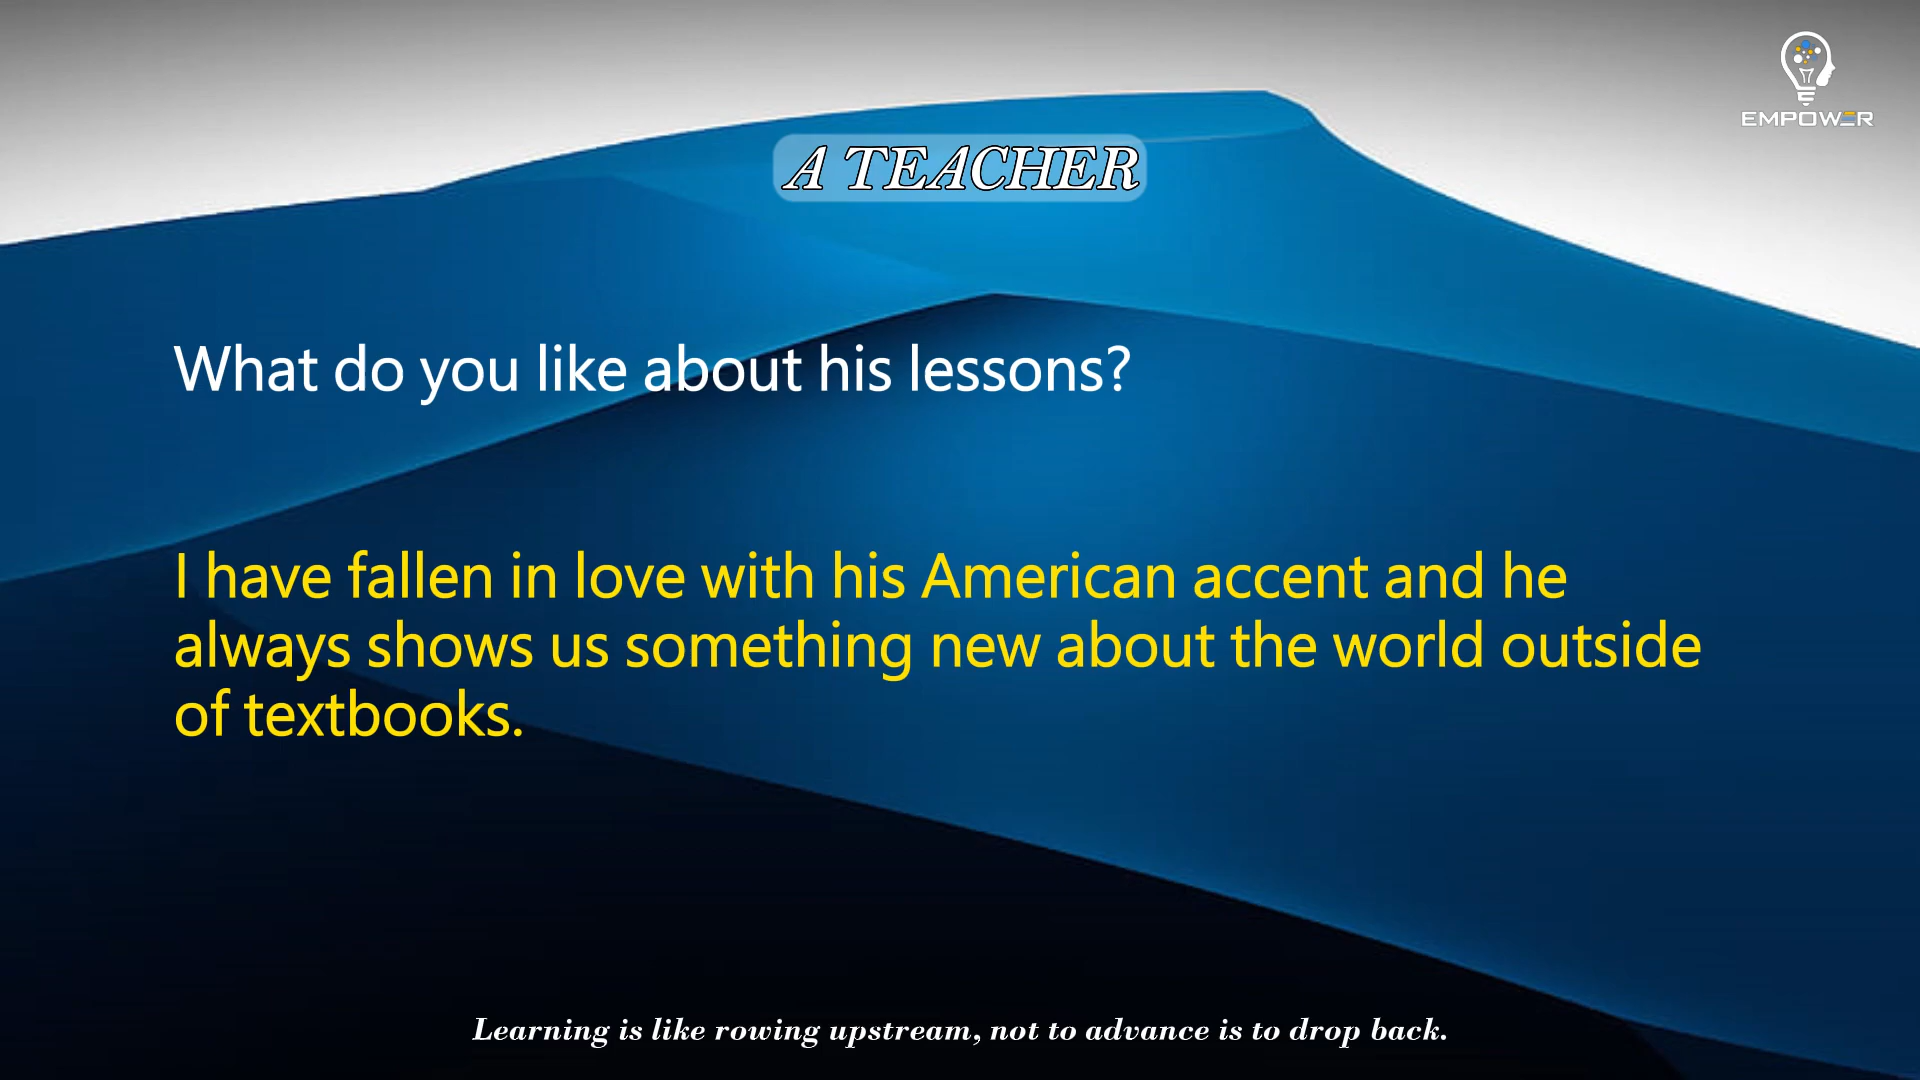 EMPOWER
A TEACHER
What do you like about his lessons?
I have fallen in love with his American accent and he
always shows us something new about the world outside
of textbooks.
Learning is like rowing upstream, not to advance is to drop back.